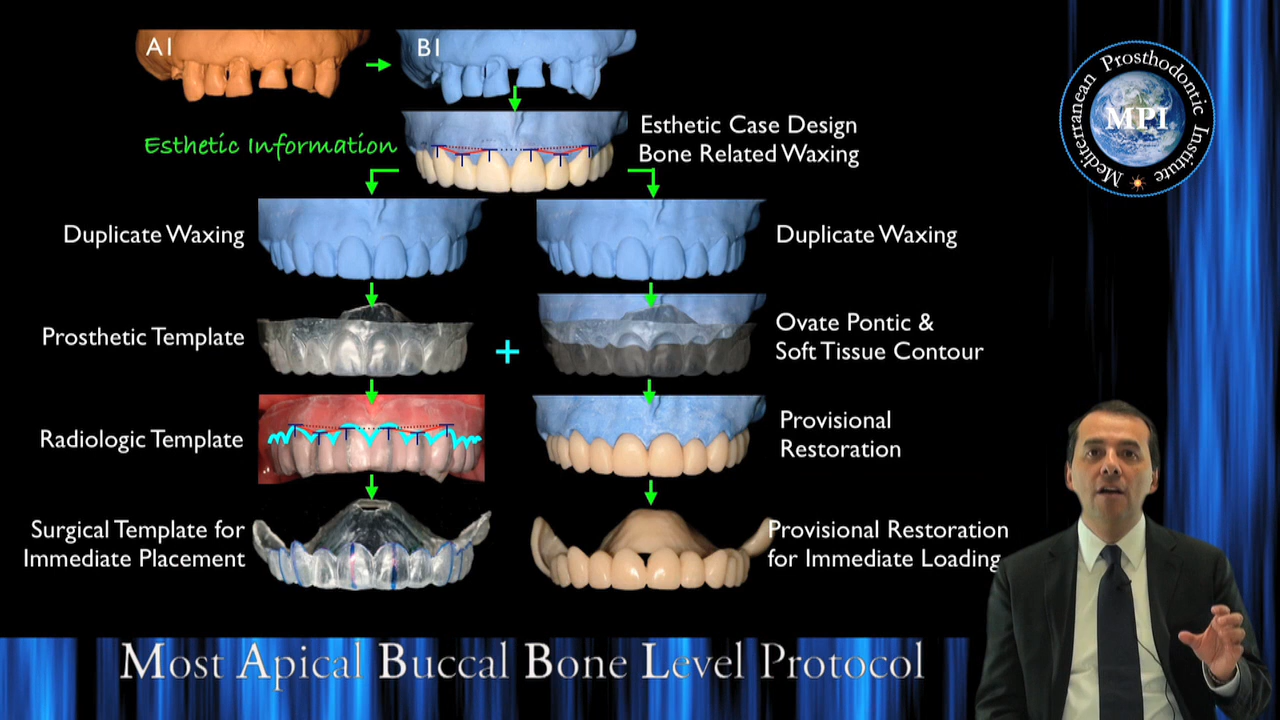 A1
B1
Esthetic Information
Esthetic Case Design
Bone Related Waxing
Duplicate Waxing
Duplicate Waxing
Prosthetic Template
+
Ovate Pontic &
Soft Tissue Contour
Radiologic Template
Provisional
Restoration
Surgical Template for
Immediate Placement
Provisional Restoration
for Immediate Loading
Most Apical Buccal Bone Level Protocol
Mediterranean Prosthodontic Institute
MPI